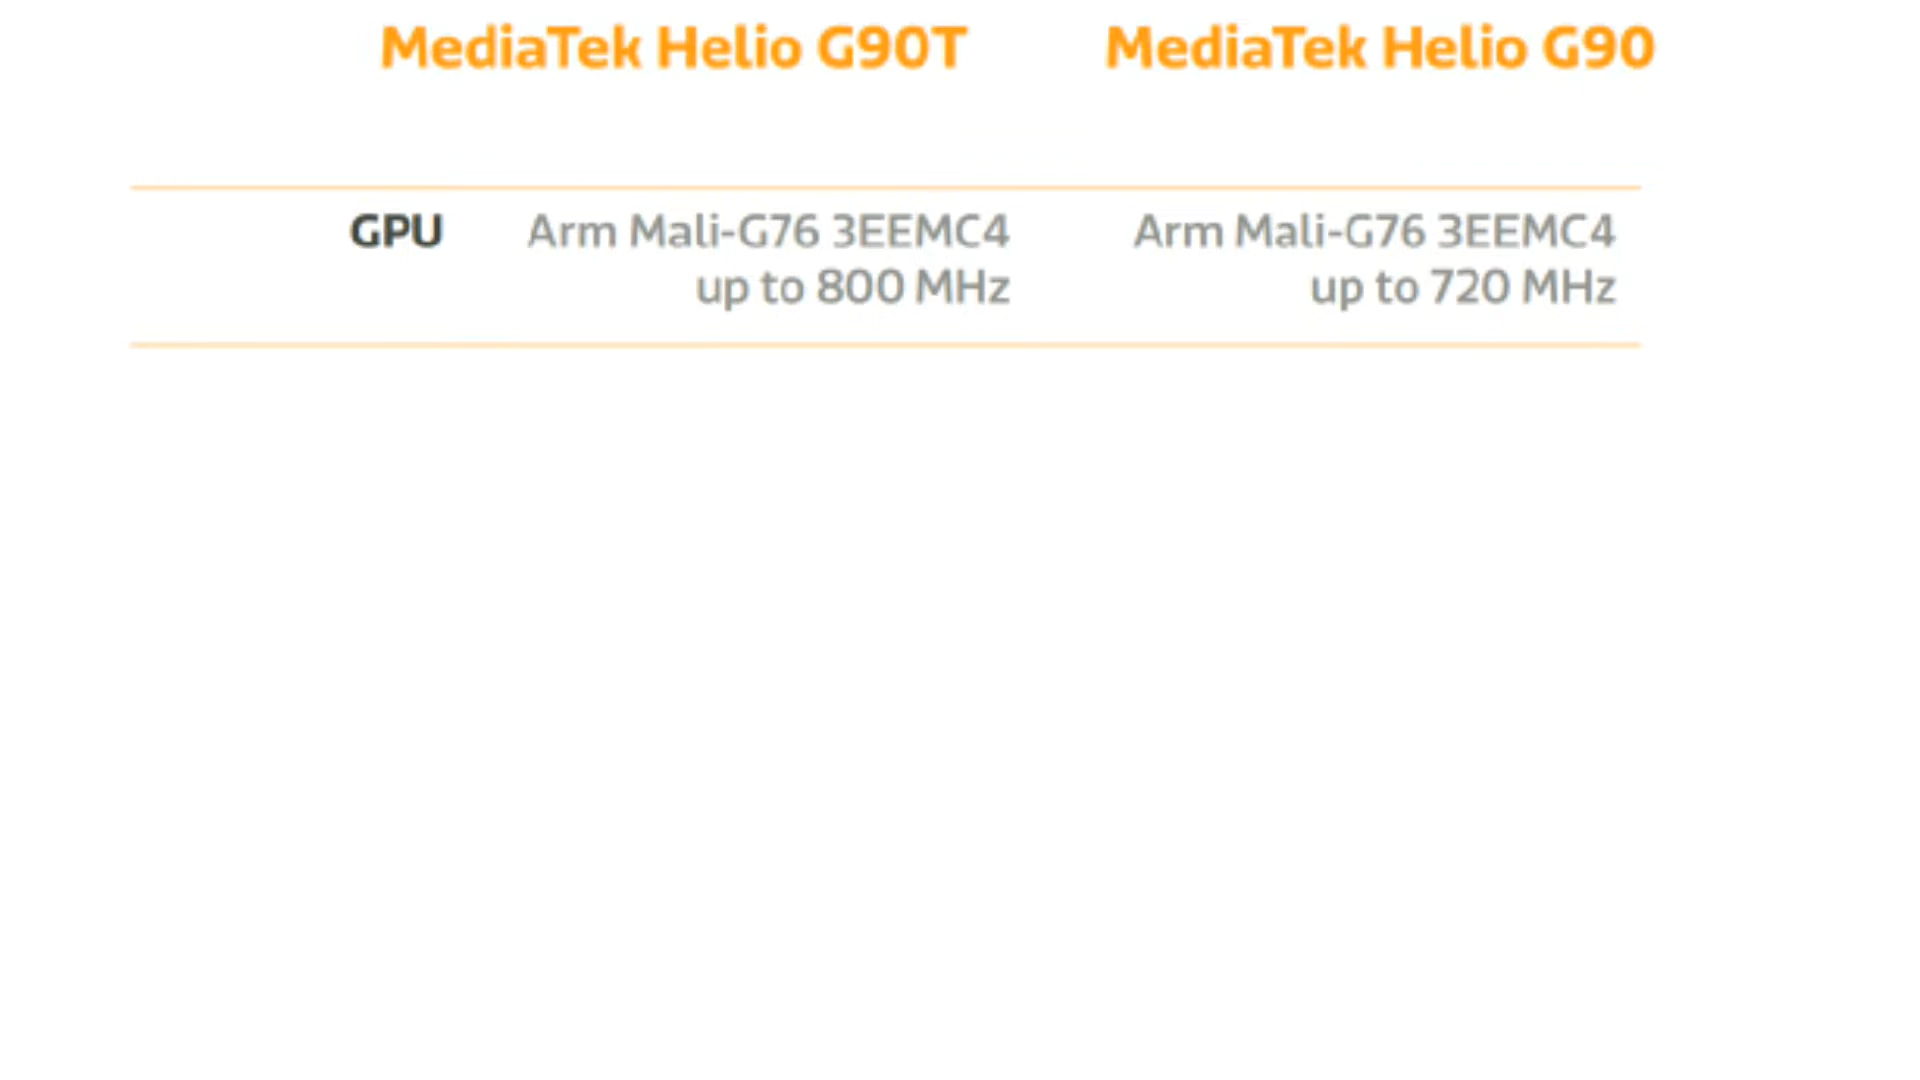 MediaTek Helio G90T MediaTek Helio G90
GPU Arm Mali-G76 3EEMC4 Arm Mali-G76 3EEMC4
up to 800 MHz up to 720 MHz